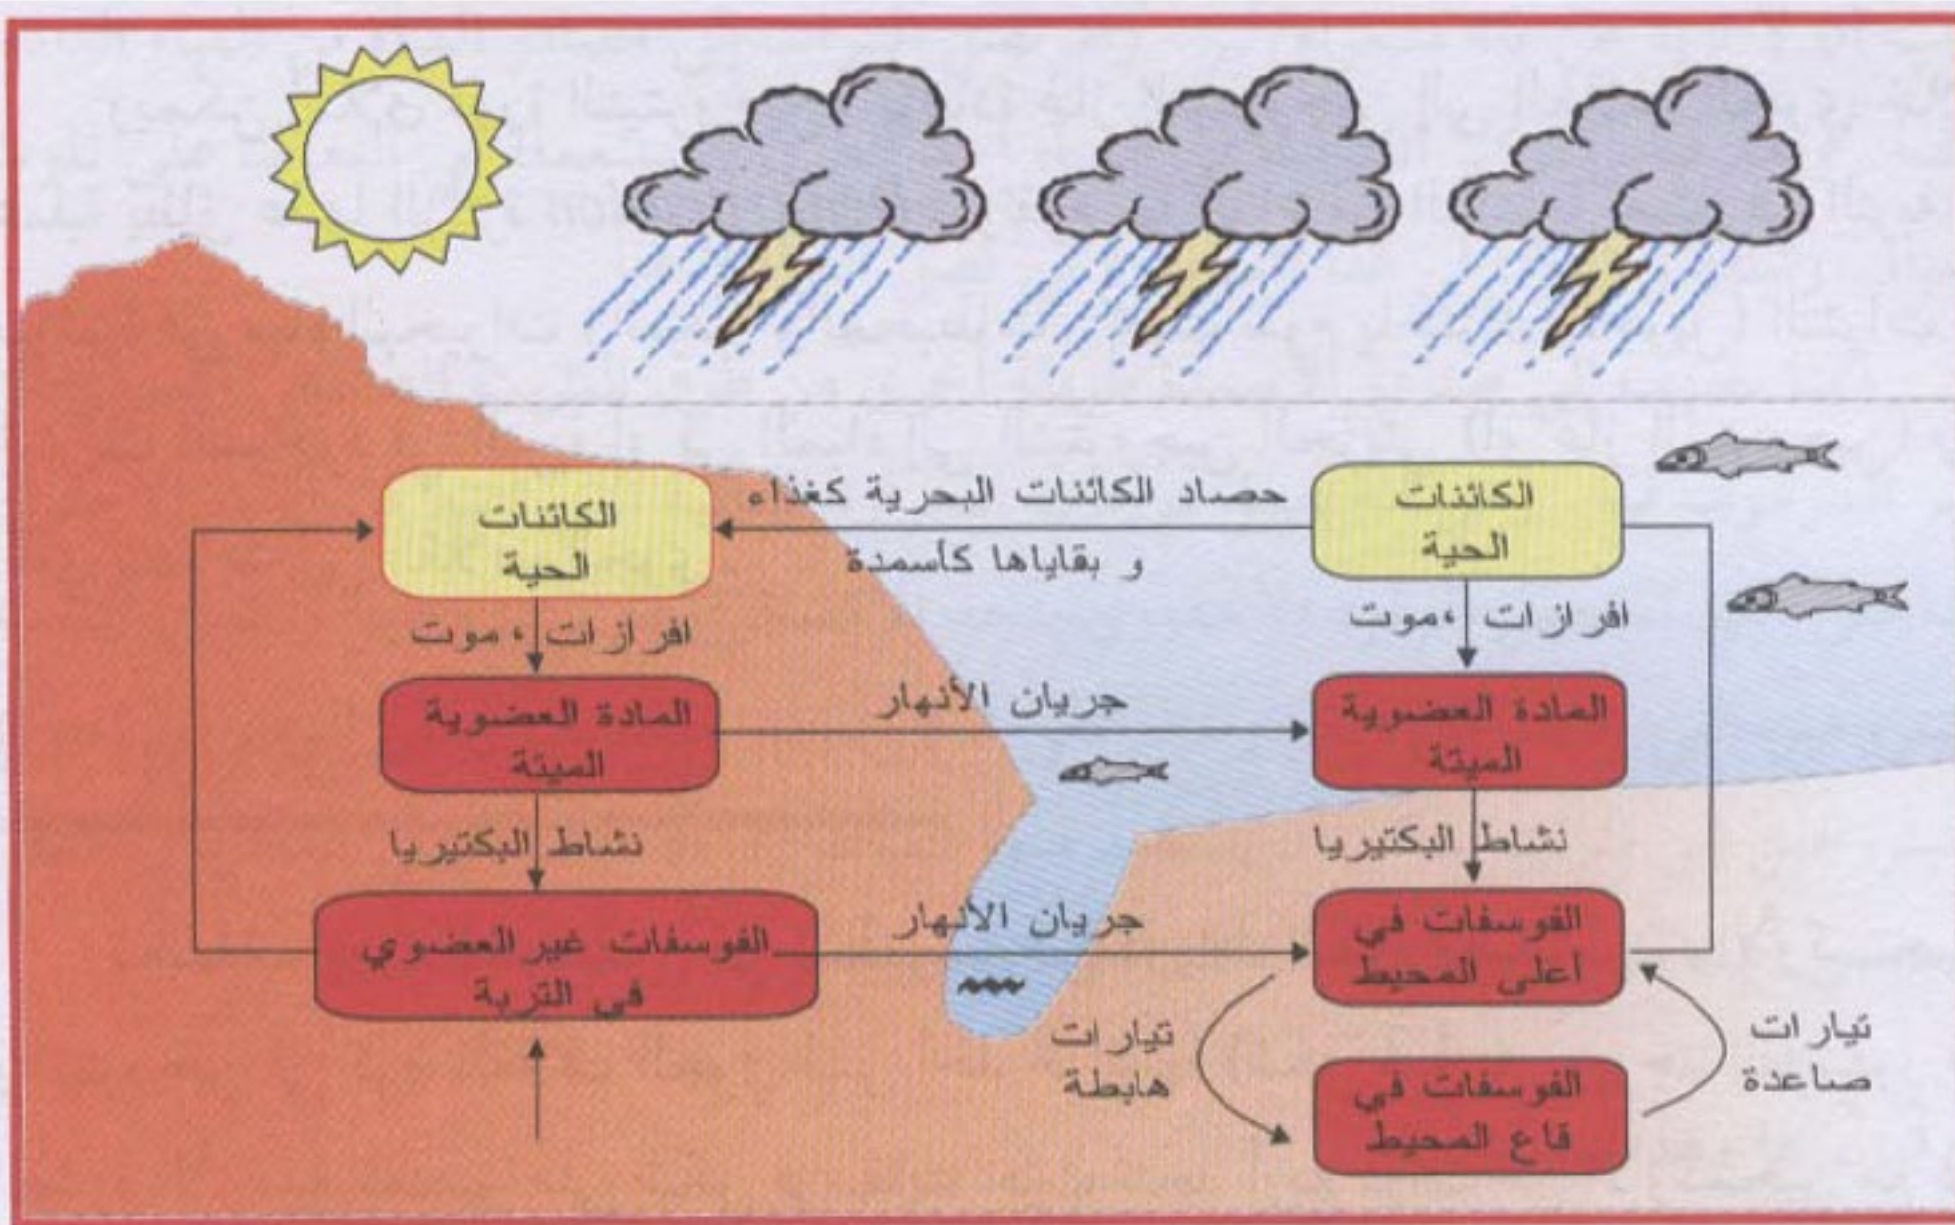 الكائنات
الحية
حصاد الكائنات البحرية كغذاء
و بقاياها كأسمدة
الكائنات
الحية
افرازات ، موت
افرازات ، موت
المادة العضوية
الميتة
جريان الأنهار
المادة العضوية
الميتة
نشاط البكتيريا
نشاط البكتيريا
الفوسفات في
أعلى المحيط
جريان الأنهار
الفوسفات غير العضوي
في التربة
تيارات
صاعدة
تيارات
هابطة
الفوسفات في
قاع المحيط